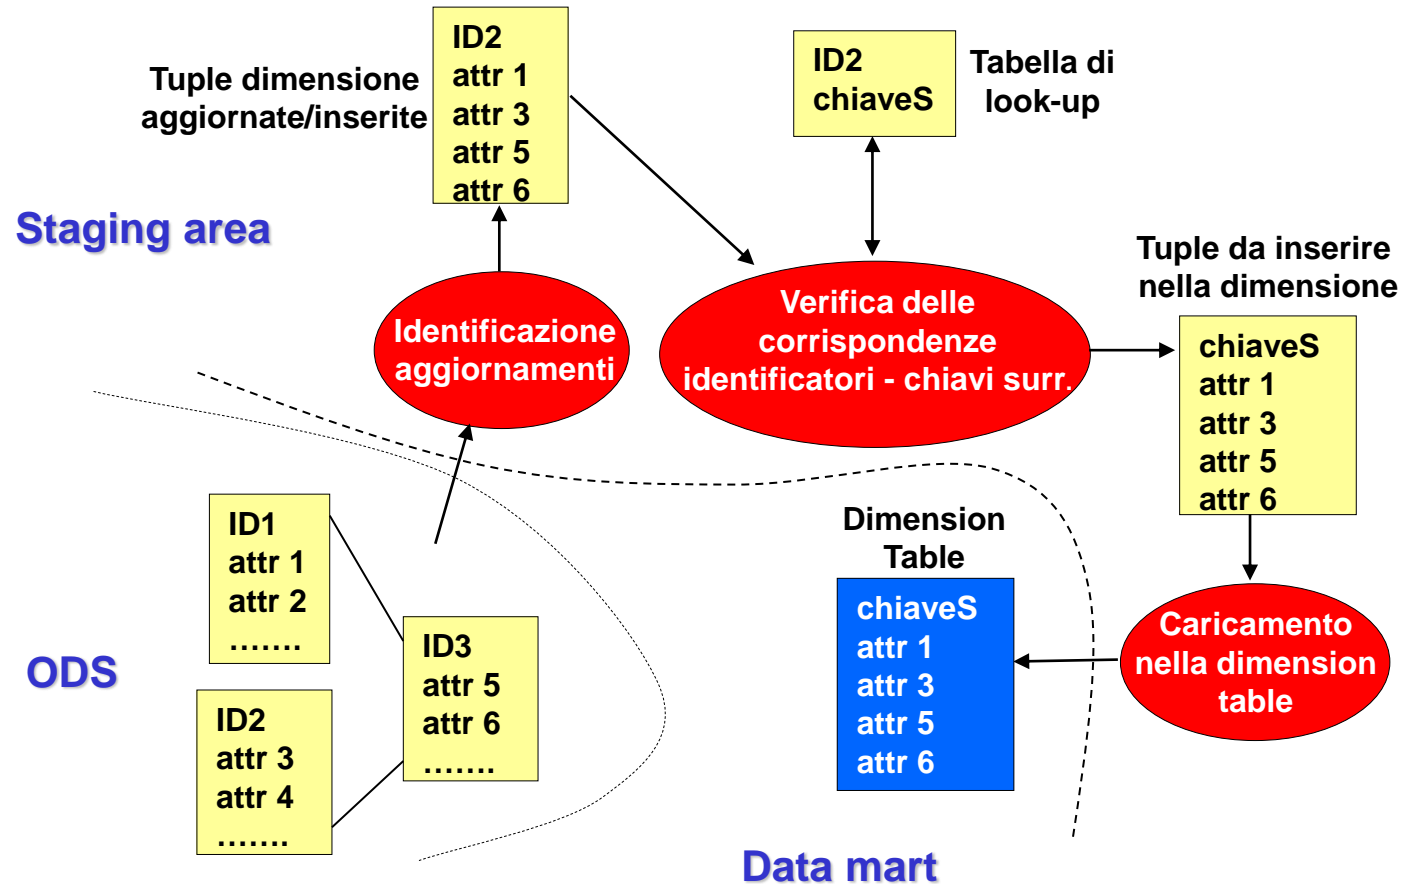 Tuple dimensione
aggiornate/inserite
ID2
attr 1
attr 3
attr 5
attr 6
ID2
chiaveS
Tabella di
look-up
Staging area
Identificazione
aggiornamenti
Verifica delle
corrispondenze
identificatori - chiavi surr.
Tuple da inserire
nella dimensione
chiaveS
attr 1
attr 3
attr 5
attr 6
ODS
ID1
attr 1
attr 2
.......
ID2
attr 3
attr 4
.......
ID3
attr 5
attr 6
.......
Dimension
Table
chiaveS
attr 1
attr 3
attr 5
attr 6
Caricamento
nella dimension
table
Data mart